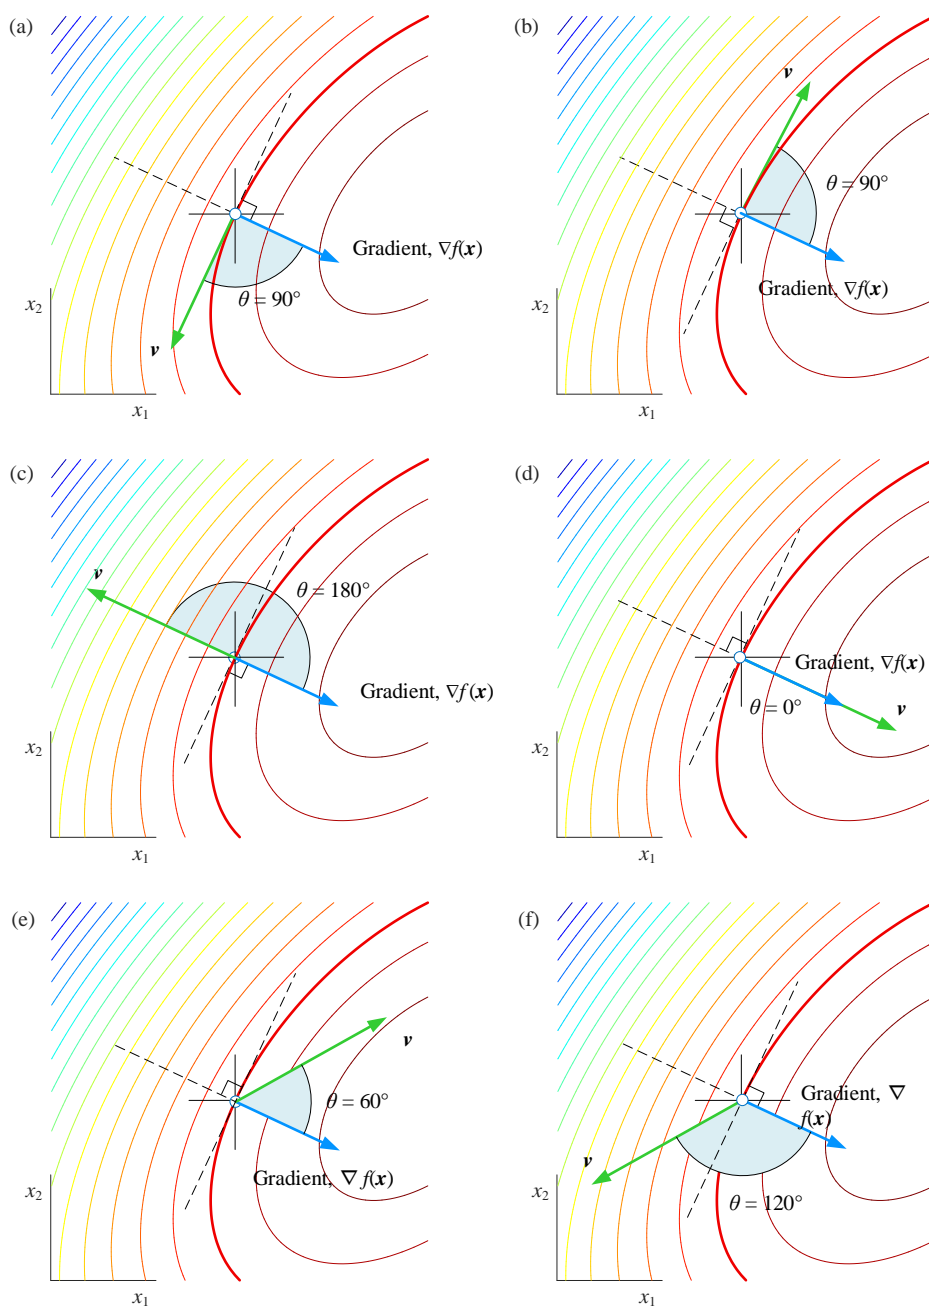 (a)
Gradient, ∇f(x)
θ = 90°
v
x2
x1
(b)
v
θ = 90°
Gradient, ∇f(x)
x2
x1
(c)
v
θ = 180°
Gradient, ∇f(x)
x2
x1
(d)
Gradient, ∇f(x)
θ = 0°
v
x2
x1
(e)
v
θ = 60°
Gradient, ∇ f(x)
x2
x1
(f)
Gradient, ∇
f(x)
v
θ = 120°
x2
x1